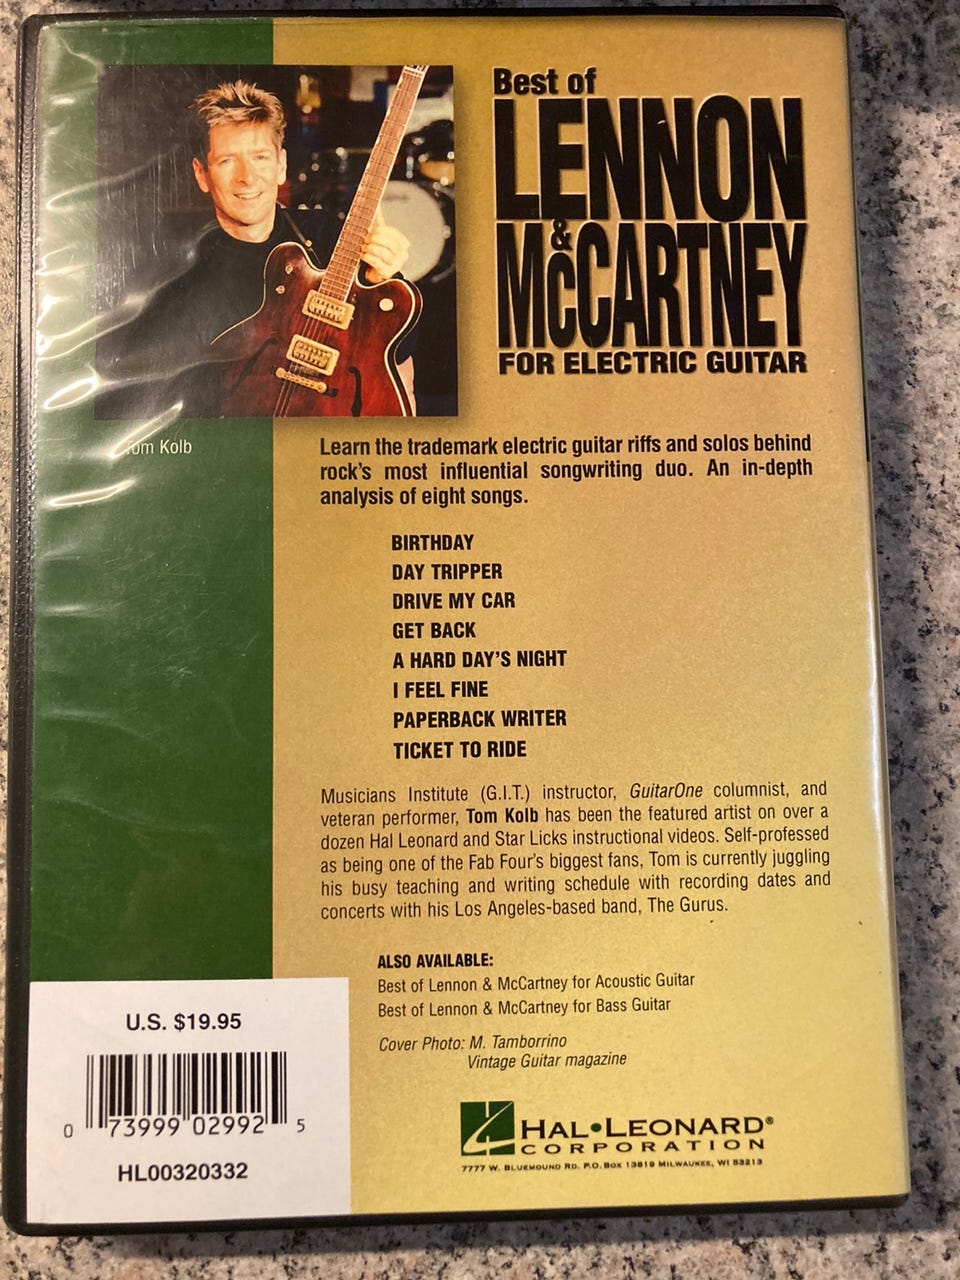 Best of
LENNON
&
McCARTNEY
FOR ELECTRIC GUITAR
Tom Kolb
Learn the trademark electric guitar riffs and solos behind
rock's most influential songwriting duo. An in-depth
analysis of eight songs.
BIRTHDAY
DAY TRIPPER
DRIVE MY CAR
GET BACK
A HARD DAY'S NIGHT
I FEEL FINE
PAPERBACK WRITER
TICKET TO RIDE
Musicians Institute (G.I.T.) instructor, GuitarOne columnist, and
veteran performer, Tom Kolb has been the featured artist on over a
dozen Hal Leonard and Star Licks instructional videos. Self-professed
as being one of the Fab Four's biggest fans, Tom is currently juggling
his busy teaching and writing schedule with recording dates and
concerts with his Los Angeles-based band, The Gurus.
ALSO AVAILABLE:
Best of Lennon & McCartney for Acoustic Guitar
Best of Lennon & McCartney for Bass Guitar
Cover Photo: M. Tamborrino
Vintage Guitar magazine
U.S. $19.95
0 73999 02992 5
HL00320332
HAL•LEONARD®
CORPORATION
7777 W. BLUEMOUND RD. P.O. BOX 13819 MILWAUKEE, WI 53213